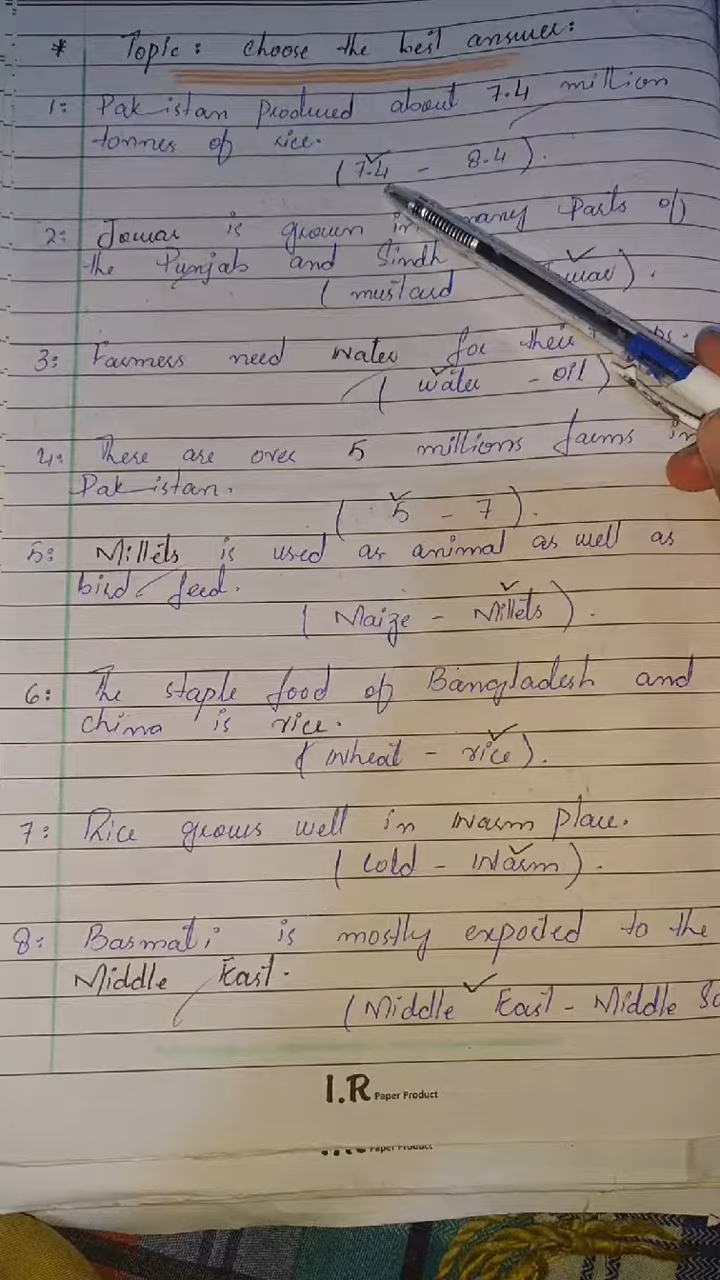 * Topic: choose the best answer:
1: Pakistan produced about 7.4 million
tonnes of rice.
(7.4 - 8.4).
2: Jowar is grown in many parts of
the Punjab and Sindh
(mustard
3: Farmers need water for their
(water - oil)
4: There are over 5 millions farms in
Pakistan.
(5 - 7).
5: Millets is used as animal as well as
bird feed.
(Maize - Millets).
6: The staple food of Bangladesh and
china is rice.
(wheat - rice).
7: Rice grows well in warm place.
(cold - warm).
8: Basmati is mostly exported to the
Middle East.
(Middle East - Middle
I.R Paper Product
Paper Product